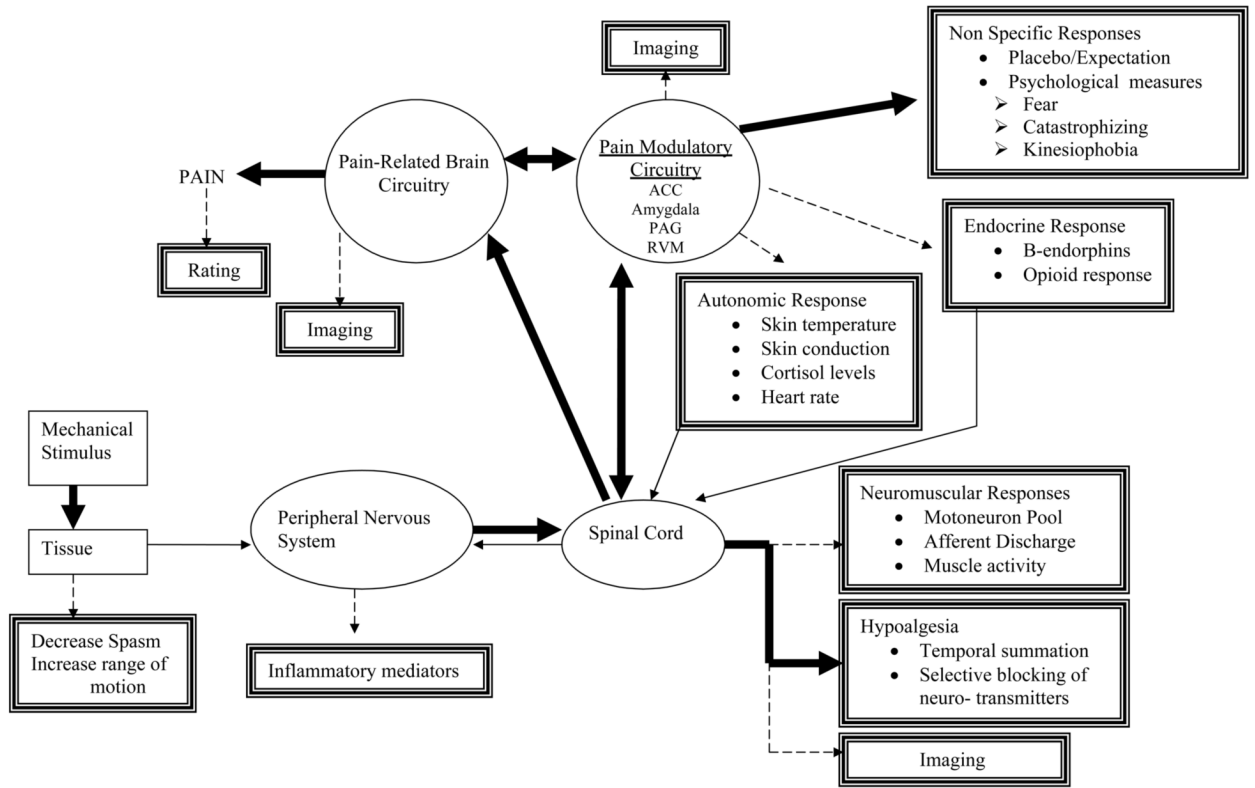 Imaging
Non Specific Responses
● Placebo/Expectation
● Psychological measures
➢ Fear
➢ Catastrophizing
➢ Kinesiophobia
Pain-Related Brain
Circuitry
Pain Modulatory
Circuitry
ACC
Amygdala
PAG
RVM
PAIN
Rating
Imaging
Endocrine Response
● B-endorphins
● Opioid response
Autonomic Response
● Skin temperature
● Skin conduction
● Cortisol levels
● Heart rate
Mechanical
Stimulus
Tissue
Peripheral Nervous
System
Spinal Cord
Neuromuscular Responses
● Motoneuron Pool
● Afferent Discharge
● Muscle activity
Decrease Spasm
Increase range of
motion
Inflammatory mediators
Hypoalgesia
● Temporal summation
● Selective blocking of
neuro- transmitters
Imaging